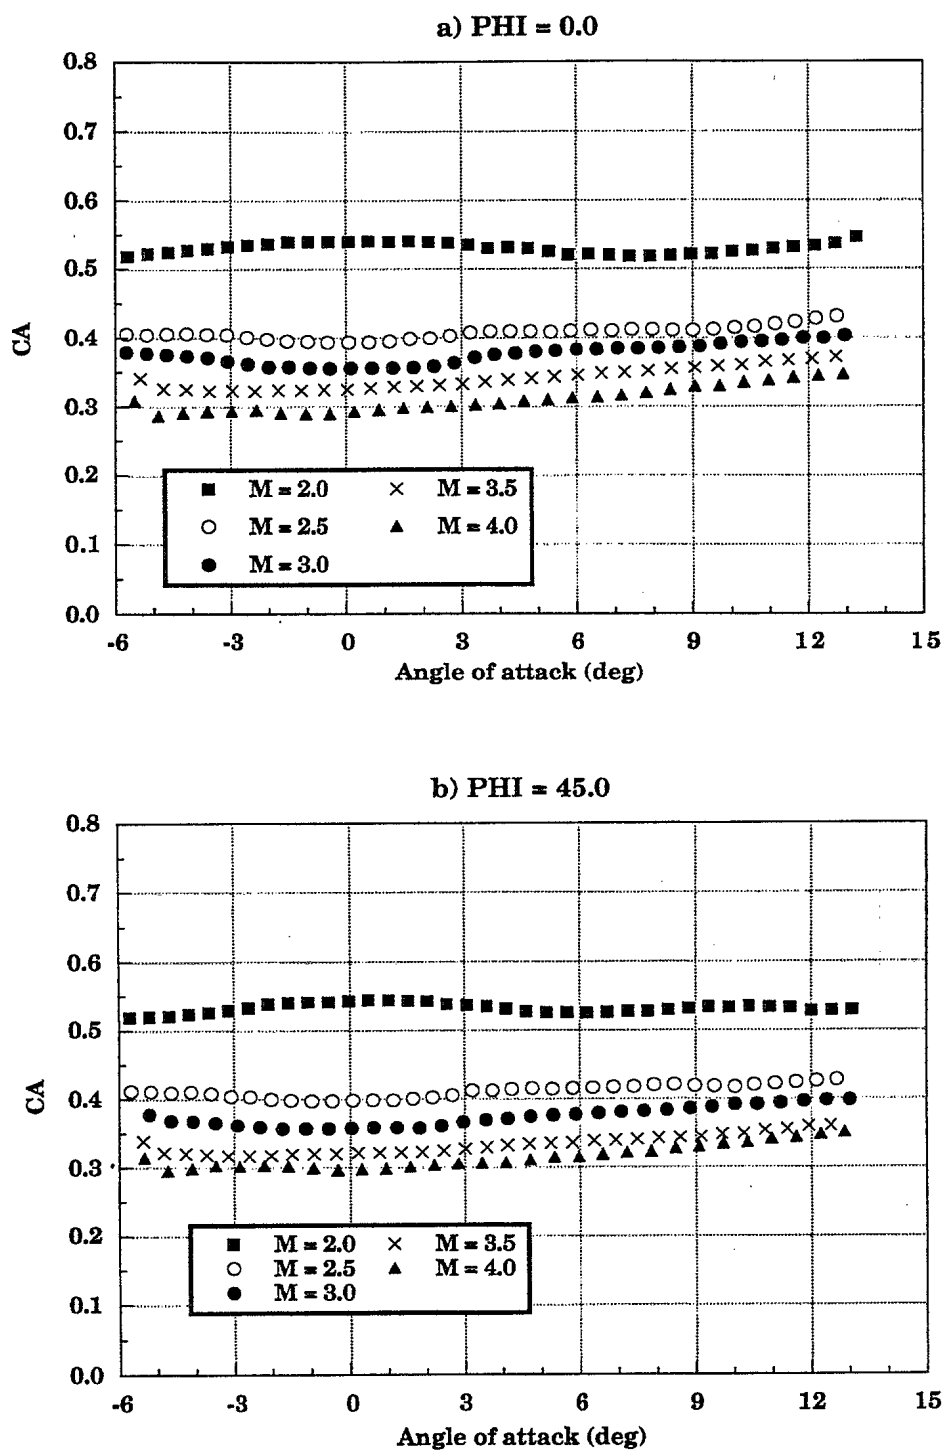 a) PHI = 0.0
0.8
0.7
0.6
0.5
0.4
0.3
0.2
0.1
0.0
CA
M = 2.0 M = 3.5
M = 2.5 M = 4.0
M = 3.0
-6 -3 0 3 6 9 12 15
Angle of attack (deg)
b) PHI = 45.0
0.8
0.7
0.6
0.5
0.4
0.3
0.2
0.1
0.0
CA
M = 2.0 M = 3.5
M = 2.5 M = 4.0
M = 3.0
-6 -3 0 3 6 9 12 15
Angle of attack (deg)